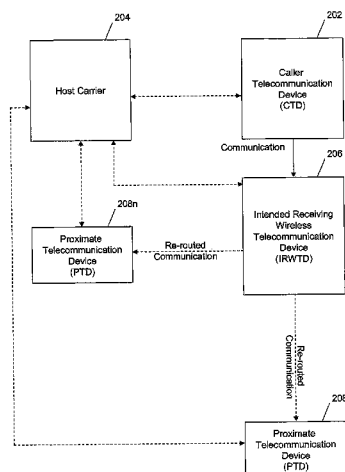 204
202
Host Carrier
Caller
Telecommunication
Device
(CTD)
Communication
206
208n
Intended Receiving
Wireless
Telecommunication
Device
(IRWTD)
Proximate
Telecommunication
Device
(PTD)
Re-routed
Communication
Re-routed
Communication
208
Proximate
Telecommunication
Device
(PTD)